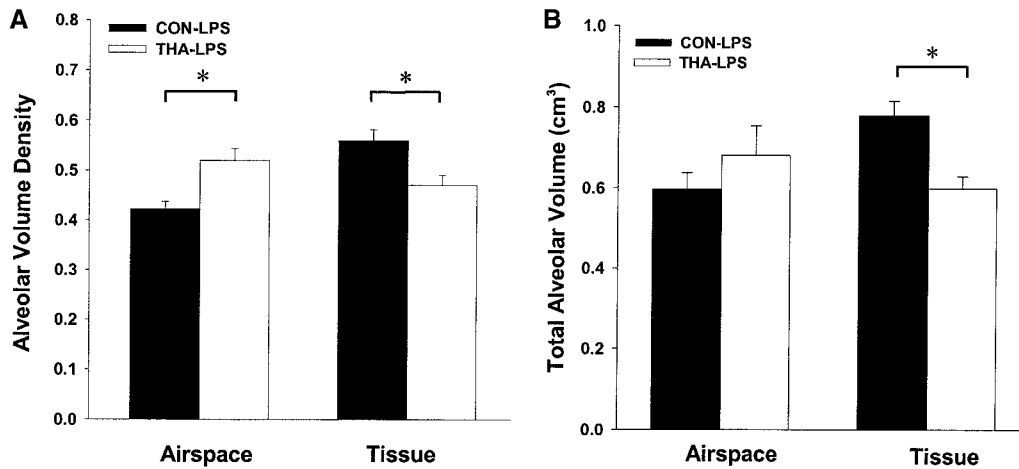 A
0.8
0.7
0.6
0.5
0.4
0.3
0.2
0.1
0.0
Alveolar Volume Density
CON-LPS
THA-LPS
*
*
Airspace
Tissue
B
1.0
0.8
0.6
0.4
0.2
0.0
Total Alveolar Volume (cm³)
CON-LPS
THA-LPS
*
Airspace
Tissue